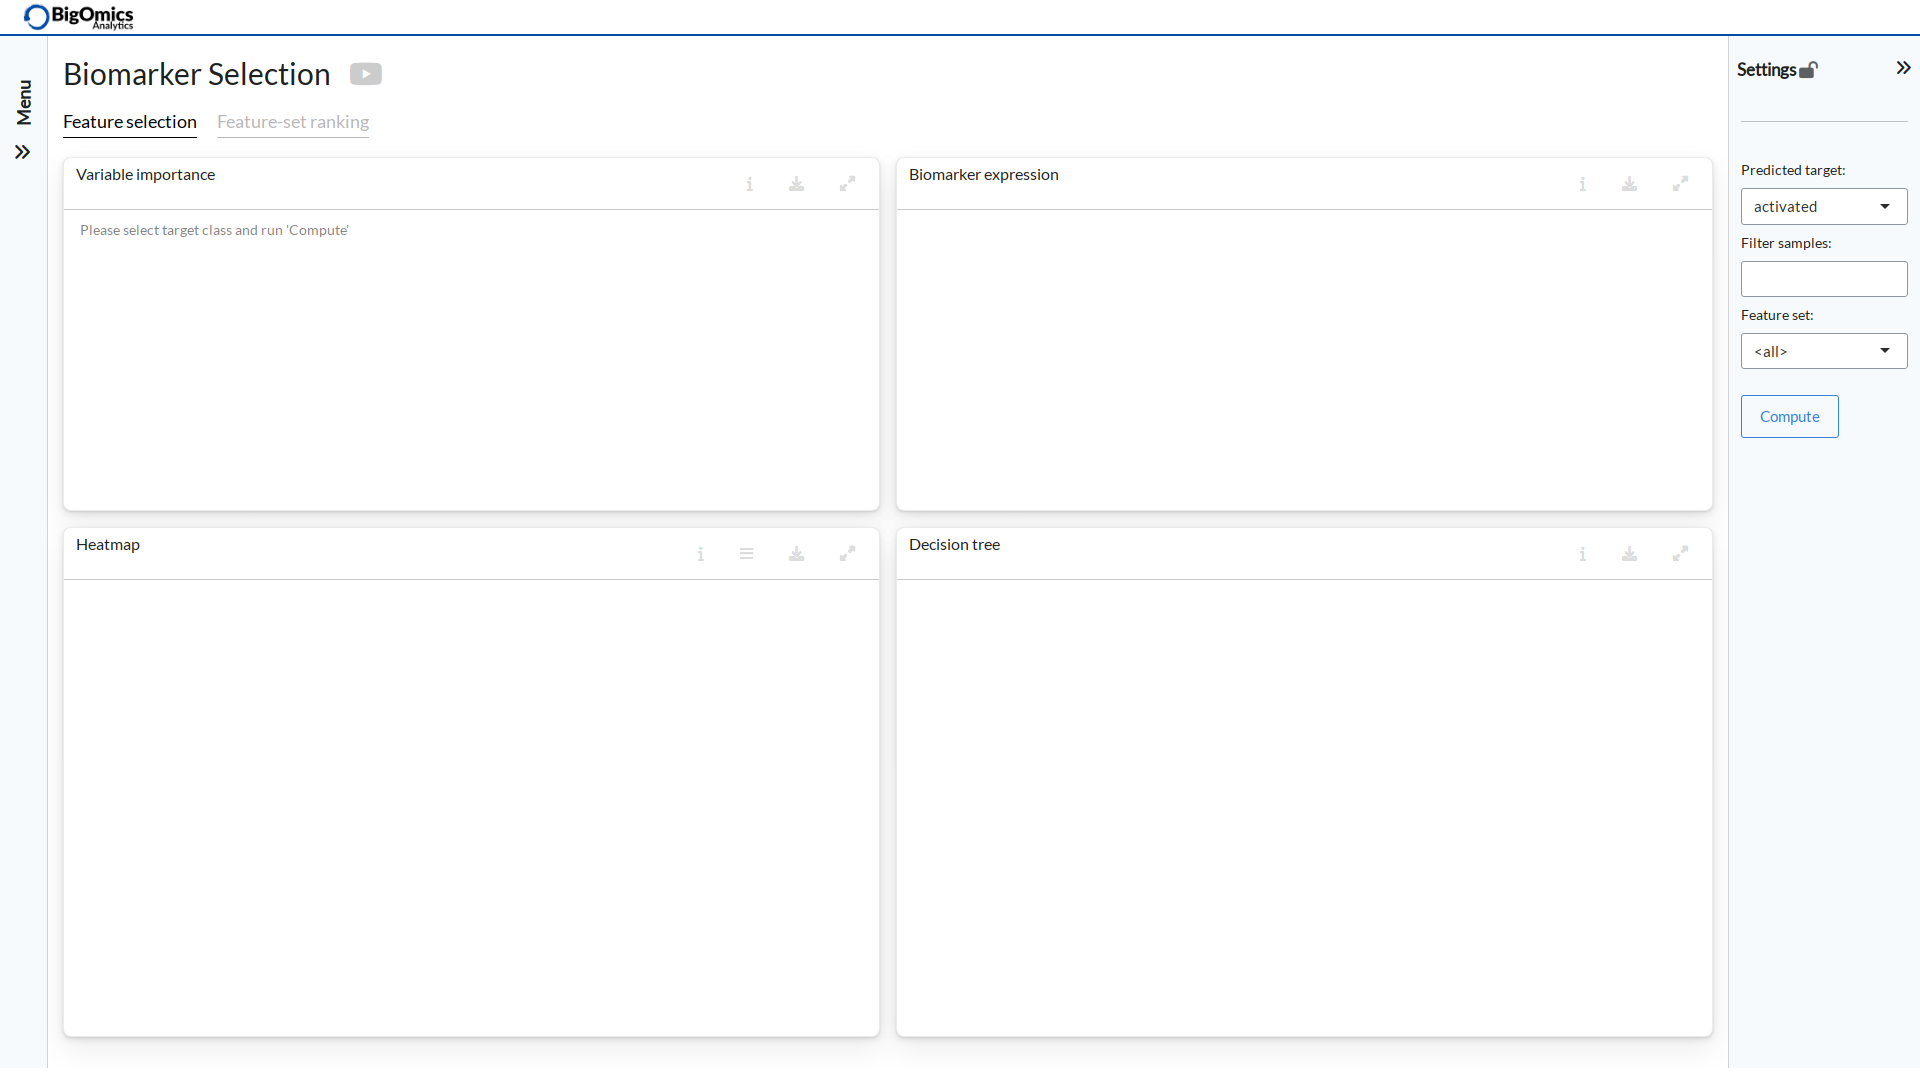 BigOmics
Analytics
Menu
Biomarker Selection
Feature selection
Feature-set ranking
Variable importance
Please select target class and run 'Compute'
Biomarker expression
Heatmap
Decision tree
Settings
Predicted target:
activated
Filter samples:
Feature set:
<all>
Compute